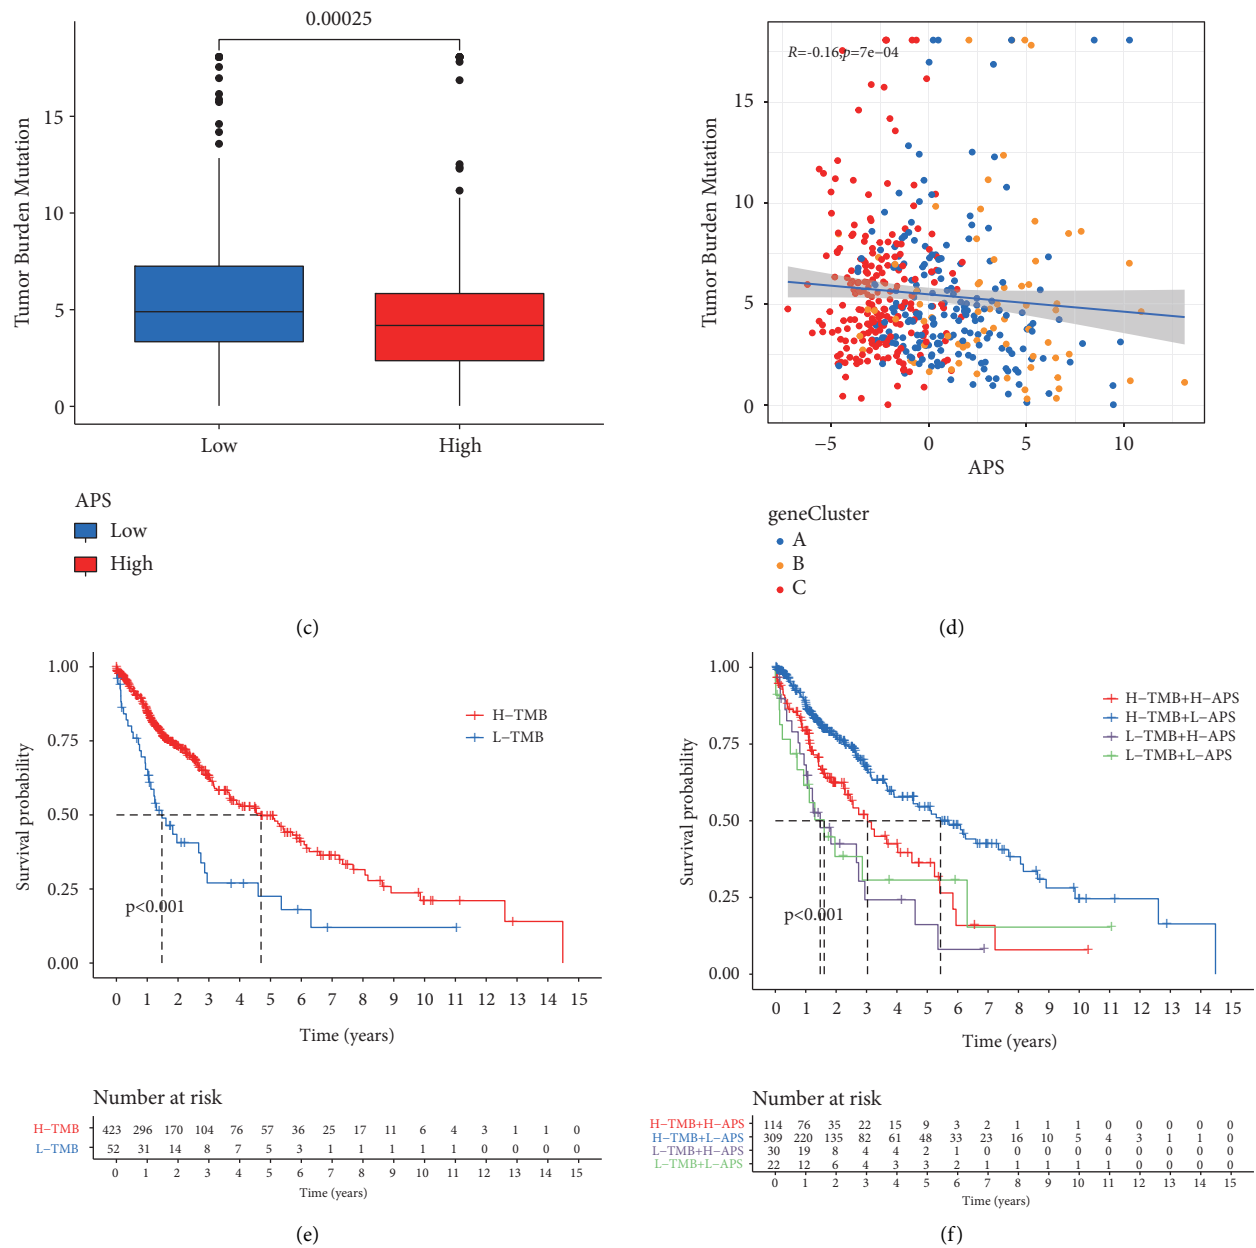 0.00025
Tumor Burden Mutation
15
10
5
0
Low
High
APS
Low
High
(c)
R=-0.16,p=7e−04
Tumor Burden Mutation
15
10
5
0
−5 0 5 10
APS
geneCluster
A
B
C
(d)
1.00
0.75
0.50
0.25
0.00
Survival probability
H−TMB
L−TMB
p<0.001
0 1 2 3 4 5 6 7 8 9 10 11 12 13 14 15
Time (years)
Number at risk
H−TMB 423 296 170 104 76 57 36 25 17 11 6 4 3 1 1 0
L−TMB 52 31 14 8 7 5 3 1 1 1 1 1 0 0 0 0
0 1 2 3 4 5 6 7 8 9 10 11 12 13 14 15
Time (years)
(e)
1.00
0.75
0.50
0.25
0.00
Survival probability
H−TMB+H−APS
H−TMB+L−APS
L−TMB+H−APS
L−TMB+L−APS
p<0.001
0 1 2 3 4 5 6 7 8 9 10 11 12 13 14 15
Time (years)
Number at risk
H−TMB+H−APS 114 76 35 22 15 9 3 2 1 1 1 0 0 0 0 0
H−TMB+L−APS 309 220 135 82 61 48 33 23 16 10 5 4 3 1 1 0
L−TMB+H−APS 30 19 8 4 4 2 1 0 0 0 0 0 0 0 0 0
L−TMB+L−APS 22 12 6 4 3 3 2 1 1 1 1 1 0 0 0 0
0 1 2 3 4 5 6 7 8 9 10 11 12 13 14 15
Time (years)
(f)